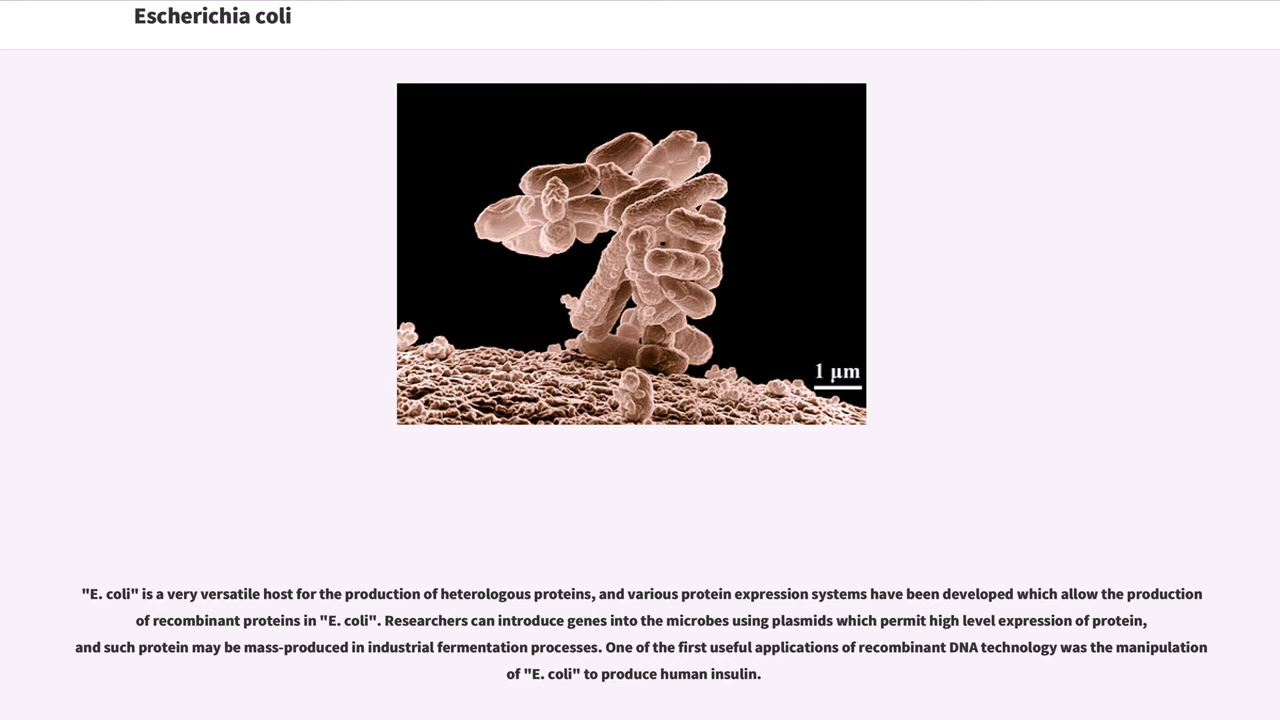 Escherichia coli
1 µm
"E. coli" is a very versatile host for the production of heterologous proteins, and various protein expression systems have been developed which allow the production
of recombinant proteins in "E. coli". Researchers can introduce genes into the microbes using plasmids which permit high level expression of protein,
and such protein may be mass-produced in industrial fermentation processes. One of the first useful applications of recombinant DNA technology was the manipulation
of "E. coli" to produce human insulin.